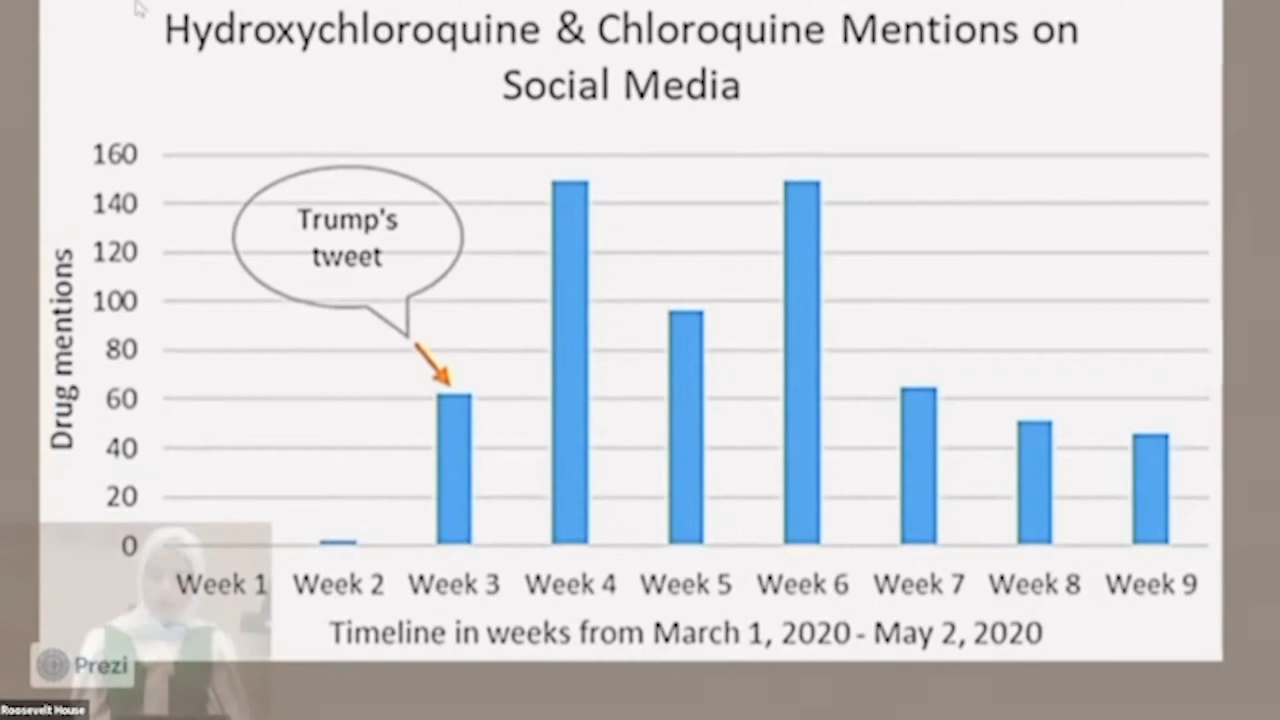 Hydroxychloroquine & Chloroquine Mentions on
Social Media
160
140
120
100
80
60
40
20
0
Drug mentions
Trump's
tweet
Week 1 Week 2 Week 3 Week 4 Week 5 Week 6 Week 7 Week 8 Week 9
Timeline in weeks from March 1, 2020 - May 2, 2020
Prezi
Roosevelt House